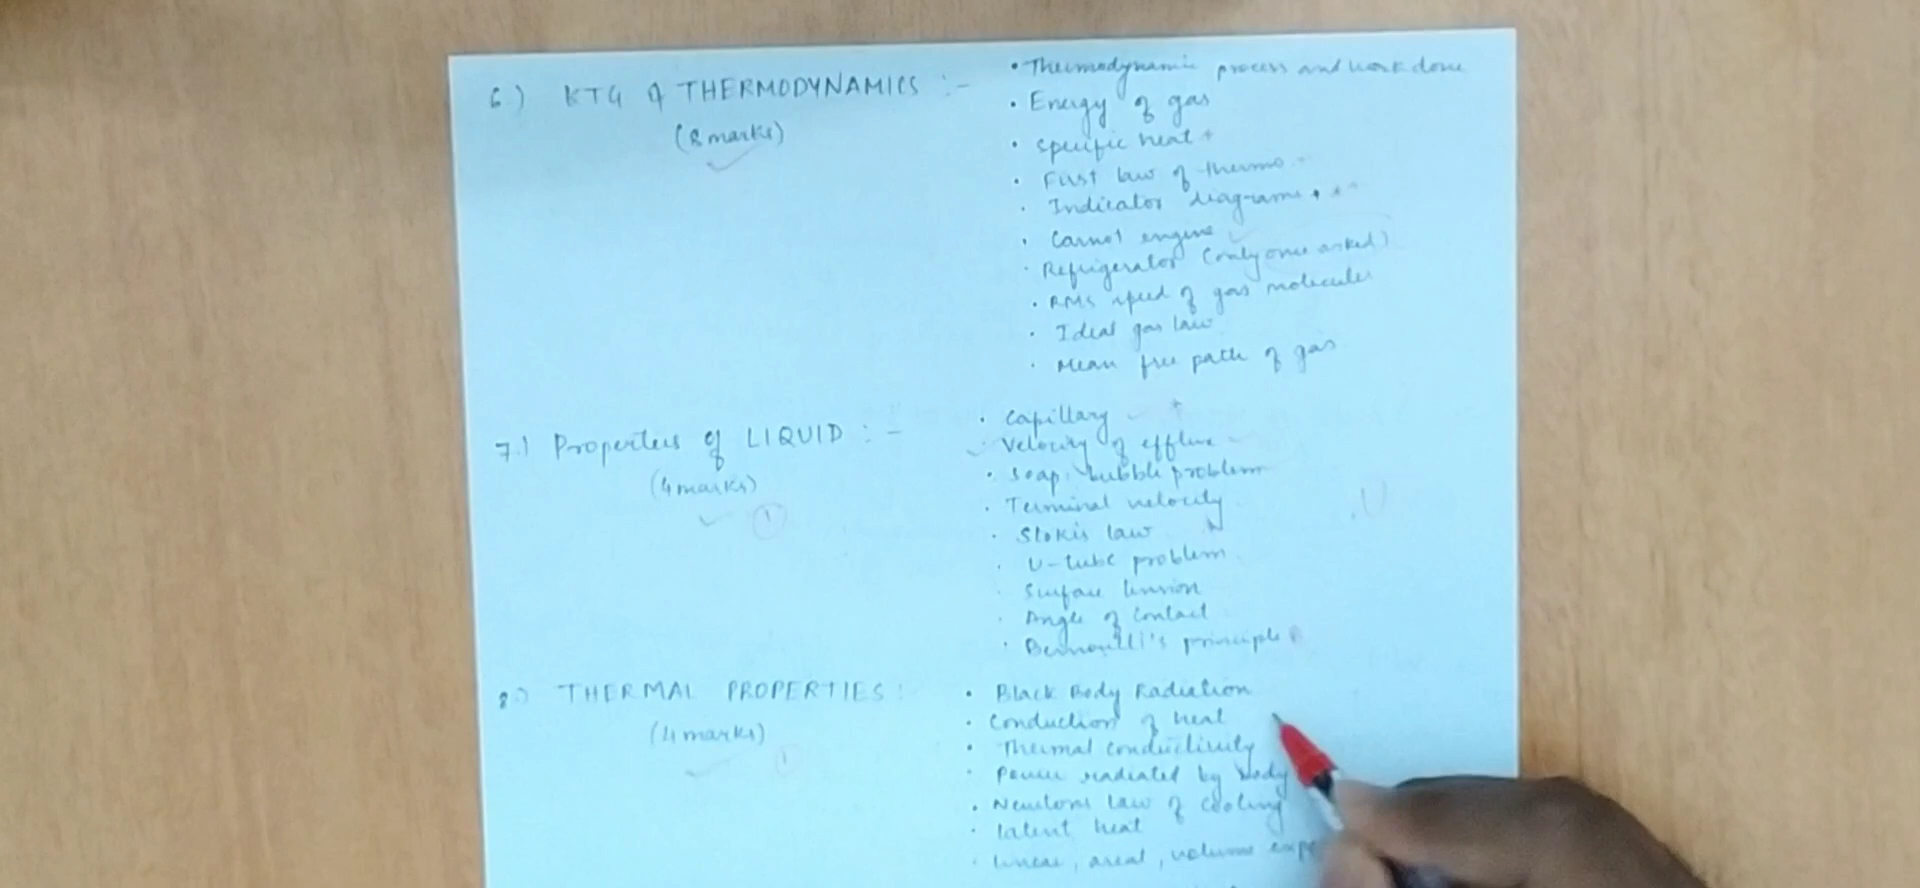 6.) KTG & THERMODYNAMICS :-
(8 marks)
• Thermodynamic process and work done
• Energy of gas
• Specific heat
• First law of thermo
• Indicator diagrams
• Carnot engine
• Refrigerator (only once asked)
• RMS speed of gas molecules
• Ideal gas law
• Mean free path of gas
7.) Properties of LIQUID :-
(4 marks)
1
• Capillary
• Velocity of efflux
• Soap bubble problem
• Terminal velocity
• Stokis law
• U-tube problem
• Surface tension
• Angle of contact
• Bernoulli's principle
8.) THERMAL PROPERTIES :
(4 marks)
1
• Black Body Radiation
• Conduction of heat
• Thermal conductivity
• Power radiated by body
• Newtons law of cooling
• latent heat
• linear, areal, volume